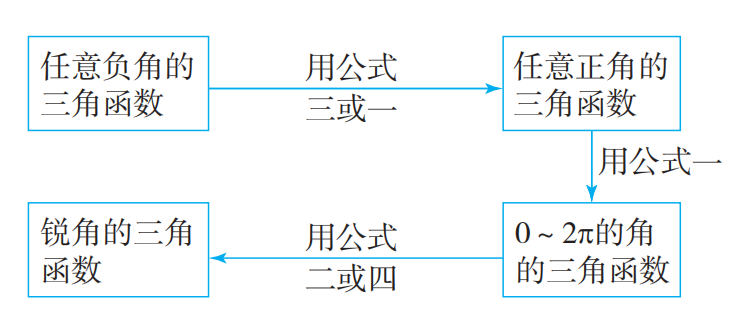 任意负角的
三角函数
用公式
三或一
任意正角的
三角函数
用公式一
0 ~ 2π的角
的三角函数
用公式
二或四
锐角的三角
函数